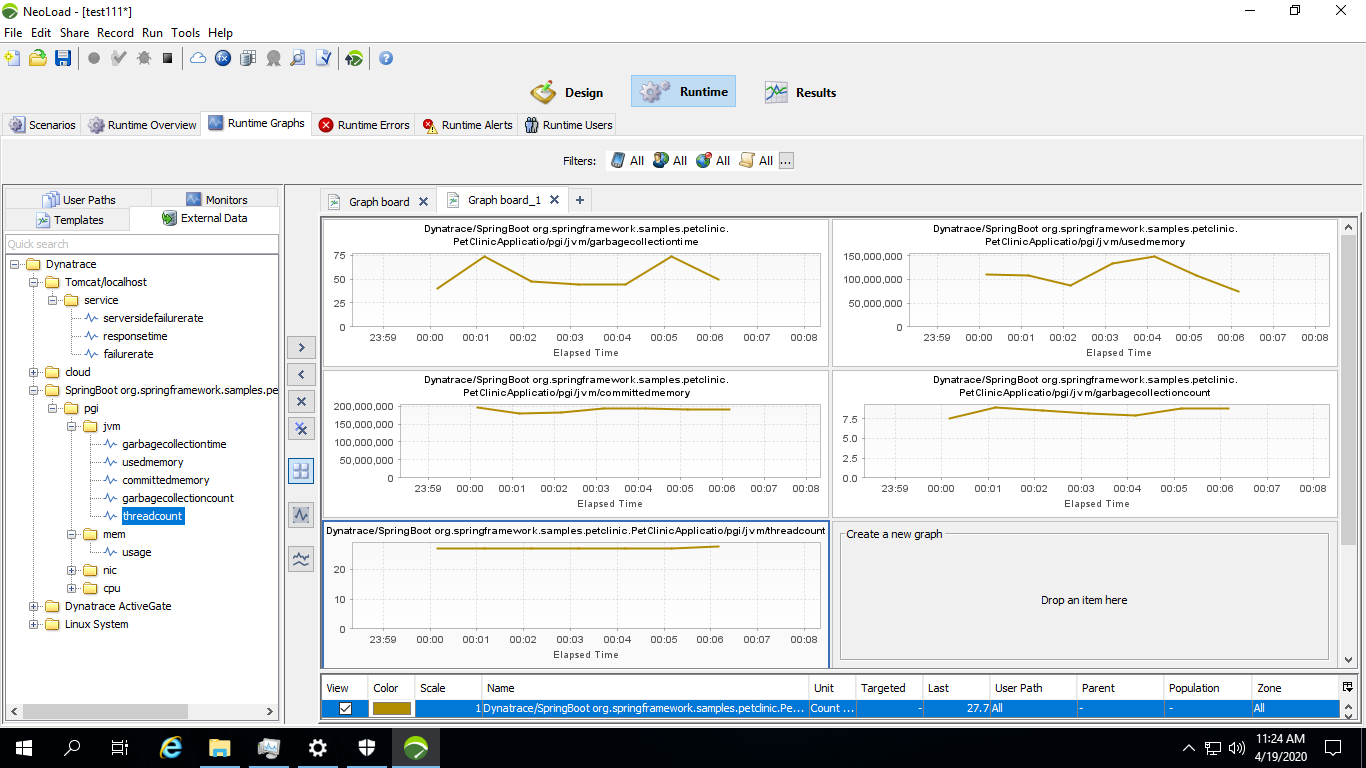 NeoLoad - [test111*]
File Edit Share Record Run Tools Help
Design Runtime Results
Scenarios Runtime Overview Runtime Graphs Runtime Errors Runtime Alerts Runtime Users
Filters: All All All All ...
User Paths Monitors
Templates External Data
Quick search
Dynatrace
Tomcat/localhost
service
serversidefailurerate
responsetime
failurerate
cloud
SpringBoot org.springframework.samples.pe
pgi
jvm
garbagecollectiontime
usedmemory
committedmemory
garbagecollectioncount
threadcount
mem
usage
nic
cpu
Dynatrace ActiveGate
Linux System
Graph board Graph board_1 +
Dynatrace/SpringBoot org.springframework.samples.petclinic.
PetClinicApplicatio/pgi/jvm/garbagecollectiontime
75
50
25
0
23:59 00:00 00:01 00:02 00:03 00:04 00:05 00:06 00:07 00:08
Elapsed Time
Dynatrace/SpringBoot org.springframework.samples.petclinic.
PetClinicApplicatio/pgi/jvm/usedmemory
150,000,000
100,000,000
50,000,000
0
23:59 00:00 00:01 00:02 00:03 00:04 00:05 00:06 00:07 00:08
Elapsed Time
Dynatrace/SpringBoot org.springframework.samples.petclinic.
PetClinicApplicatio/pgi/jvm/committedmemory
200,000,000
150,000,000
100,000,000
50,000,000
0
23:59 00:00 00:01 00:02 00:03 00:04 00:05 00:06 00:07 00:08
Elapsed Time
Dynatrace/SpringBoot org.springframework.samples.petclinic.
PetClinicApplicatio/pgi/jvm/garbagecollectioncount
7.5
5.0
2.5
0.0
23:59 00:00 00:01 00:02 00:03 00:04 00:05 00:06 00:07 00:08
Elapsed Time
Dynatrace/SpringBoot org.springframework.samples.petclinic.PetClinicApplicatio/pgi/jvm/threadcount
20
10
0
23:59 00:00 00:01 00:02 00:03 00:04 00:05 00:06 00:07 00:08
Elapsed Time
Create a new graph
Drop an item here
View Color Scale Name Unit Targeted Last User Path Parent Population Zone
1 Dynatrace/SpringBoot org.springframework.samples.petclinic.Pe... Count ... - 27.7 All - - All
11:24 AM
4/19/2020